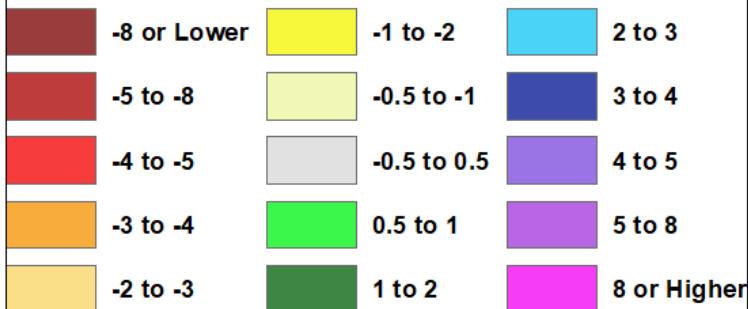 -8 or Lower
-5 to -8
-4 to -5
-3 to -4
-2 to -3
-1 to -2
-0.5 to -1
-0.5 to 0.5
0.5 to 1
1 to 2
2 to 3
3 to 4
4 to 5
5 to 8
8 or Higher